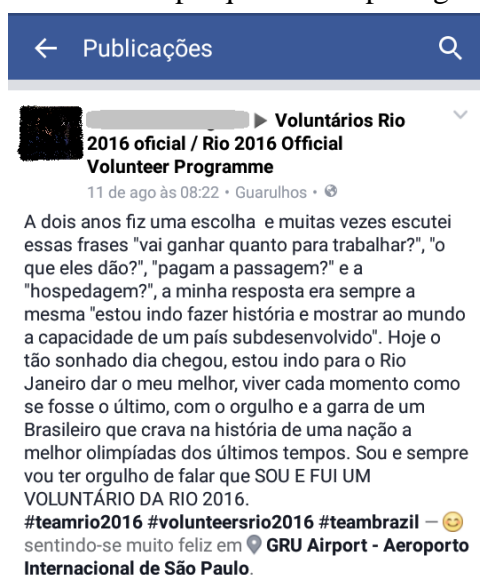 Publicações
Voluntários Rio
2016 oficial / Rio 2016 Official
Volunteer Programme
11 de ago às 08:22 • Guarulhos •
A dois anos fiz uma escolha e muitas vezes escutei
essas frases "vai ganhar quanto para trabalhar?", "o
que eles dão?", "pagam a passagem?" e a
"hospedagem?", a minha resposta era sempre a
mesma "estou indo fazer história e mostrar ao mundo
a capacidade de um país subdesenvolvido". Hoje o
tão sonhado dia chegou, estou indo para o Rio
Janeiro dar o meu melhor, viver cada momento como
se fosse o último, com o orgulho e a garra de um
Brasileiro que crava na história de uma nação a
melhor olimpíadas dos últimos tempos. Sou e sempre
vou ter orgulho de falar que SOU E FUI UM
VOLUNTÁRIO DA RIO 2016.
#teamrio2016 #volunteersrio2016 #teambrazil — 😊
sentindo-se muito feliz em GRU Airport - Aeroporto
Internacional de São Paulo.